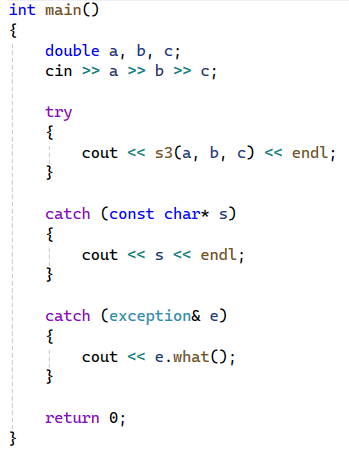 int main()
{
    double a, b, c;
    cin >> a >> b >> c;

    try
    {
        cout << s3(a, b, c) << endl;
    }

    catch (const char* s)
    {
        cout << s << endl;
    }

    catch (exception& e)
    {
        cout << e.what();
    }

    return 0;
}